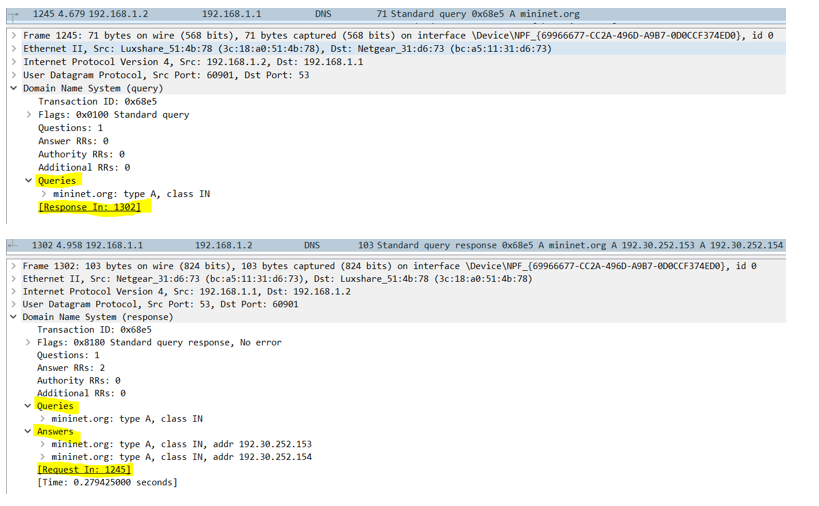 1245 4.679 192.168.1.2 192.168.1.1 DNS 71 Standard query 0x68e5 A mininet.org
Frame 1245: 71 bytes on wire (568 bits), 71 bytes captured (568 bits) on interface \Device\NPF_{69966677-CC2A-496D-A9B7-0D0CCF374ED0}, id 0
Ethernet II, Src: Luxshare_51:4b:78 (3c:18:a0:51:4b:78), Dst: Netgear_31:d6:73 (bc:a5:11:31:d6:73)
Internet Protocol Version 4, Src: 192.168.1.2, Dst: 192.168.1.1
User Datagram Protocol, Src Port: 60901, Dst Port: 53
Domain Name System (query)
Transaction ID: 0x68e5
Flags: 0x0100 Standard query
Questions: 1
Answer RRs: 0
Authority RRs: 0
Additional RRs: 0
Queries
mininet.org: type A, class IN
[Response In: 1302]
1302 4.958 192.168.1.1 192.168.1.2 DNS 103 Standard query response 0x68e5 A mininet.org A 192.30.252.153 A 192.30.252.154
Frame 1302: 103 bytes on wire (824 bits), 103 bytes captured (824 bits) on interface \Device\NPF_{69966677-CC2A-496D-A9B7-0D0CCF374ED0}, id 0
Ethernet II, Src: Netgear_31:d6:73 (bc:a5:11:31:d6:73), Dst: Luxshare_51:4b:78 (3c:18:a0:51:4b:78)
Internet Protocol Version 4, Src: 192.168.1.1, Dst: 192.168.1.2
User Datagram Protocol, Src Port: 53, Dst Port: 60901
Domain Name System (response)
Transaction ID: 0x68e5
Flags: 0x8180 Standard query response, No error
Questions: 1
Answer RRs: 2
Authority RRs: 0
Additional RRs: 0
Queries
mininet.org: type A, class IN
Answers
mininet.org: type A, class IN, addr 192.30.252.153
mininet.org: type A, class IN, addr 192.30.252.154
[Request In: 1245]
[Time: 0.279425000 seconds]